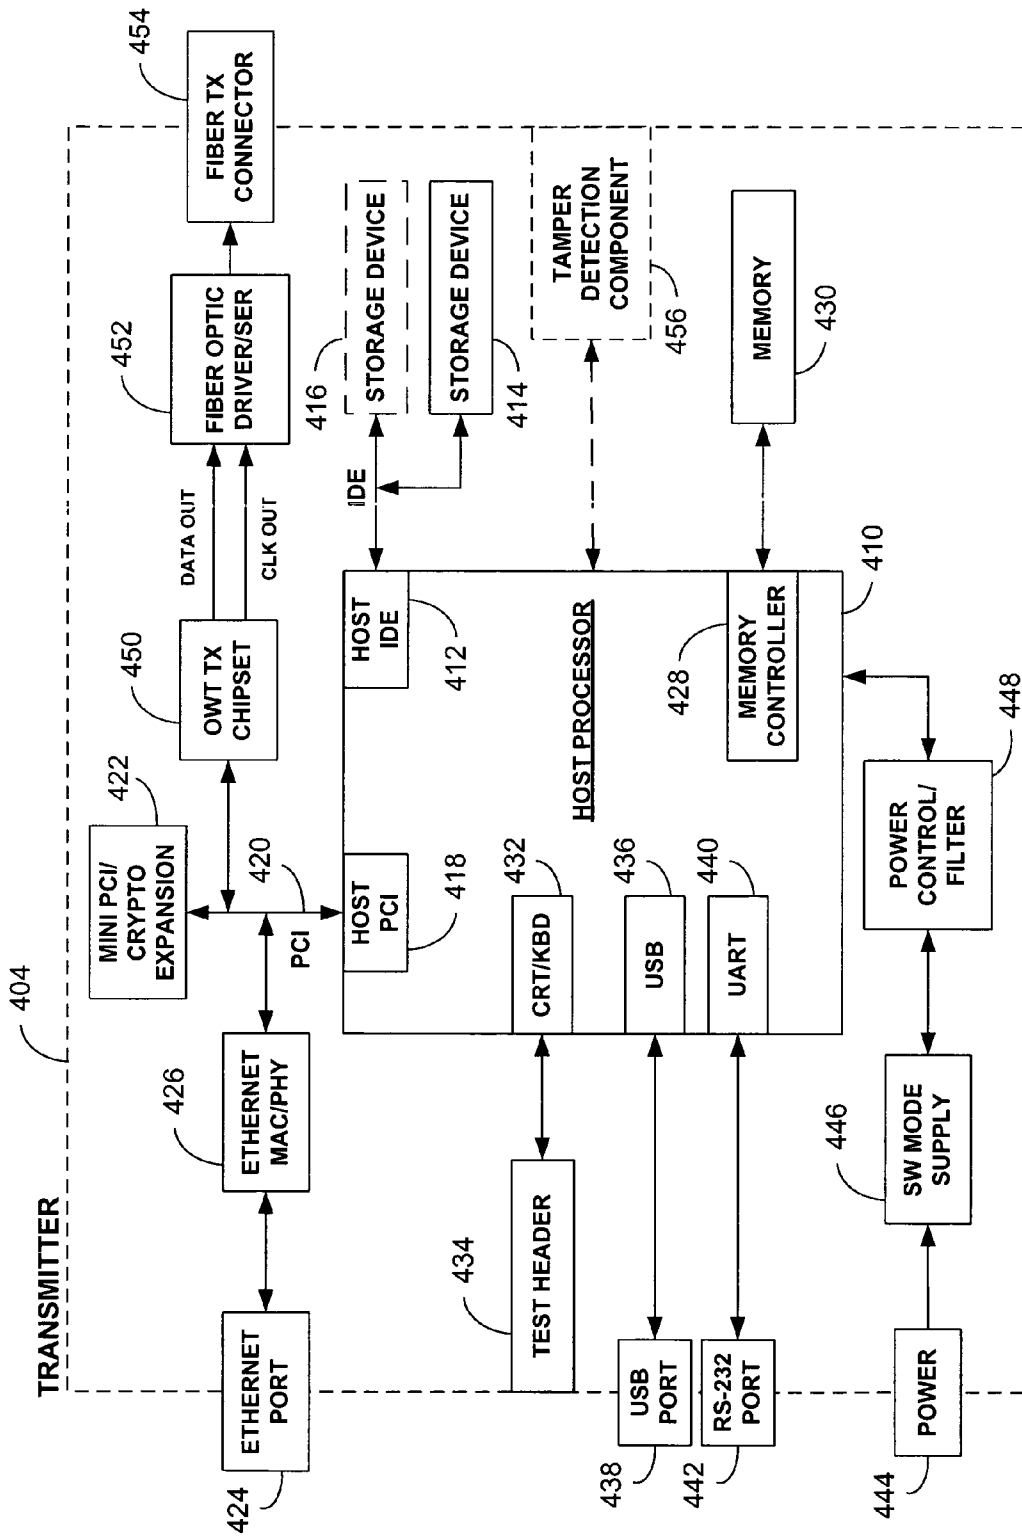 TRANSMITTER
404
424
ETHERNET
PORT
426
ETHERNET
MAC/PHY
422
MINI PCI/
CRYPTO
EXPANSION
PCI
420
450
OWT TX
CHIPSET
DATA OUT
CLK OUT
452
FIBER OPTIC
DRIVER/SER
454
FIBER TX
CONNECTOR
HOST
PCI
418
HOST
IDE
412
IDE
416
STORAGE DEVICE
STORAGE DEVICE
414
434
TEST HEADER
CRT/KBD
432
HOST PROCESSOR
TAMPER
DETECTION
COMPONENT
456
438
USB
PORT
USB
436
442
RS-232
PORT
UART
440
428
MEMORY
CONTROLLER
MEMORY
430
410
444
POWER
446
SW MODE
SUPPLY
POWER
CONTROL/
FILTER
448